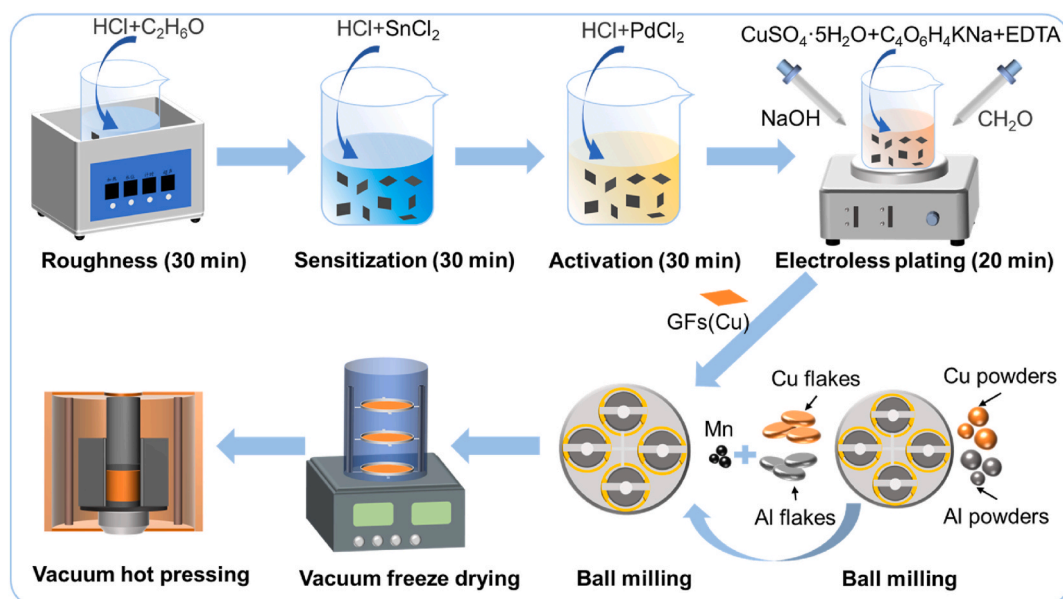 HCl+C₂H₆O
HCl+SnCl₂
HCl+PdCl₂
CuSO₄·5H₂O+C₄O₆H₄KNa+EDTA
NaOH
CH₂O
Roughness (30 min)
Sensitization (30 min)
Activation (30 min)
Electroless plating (20 min)
GFs(Cu)
Cu flakes
Cu powders
Mn
Al flakes
Al powders
Vacuum hot pressing
Vacuum freeze drying
Ball milling
Ball milling